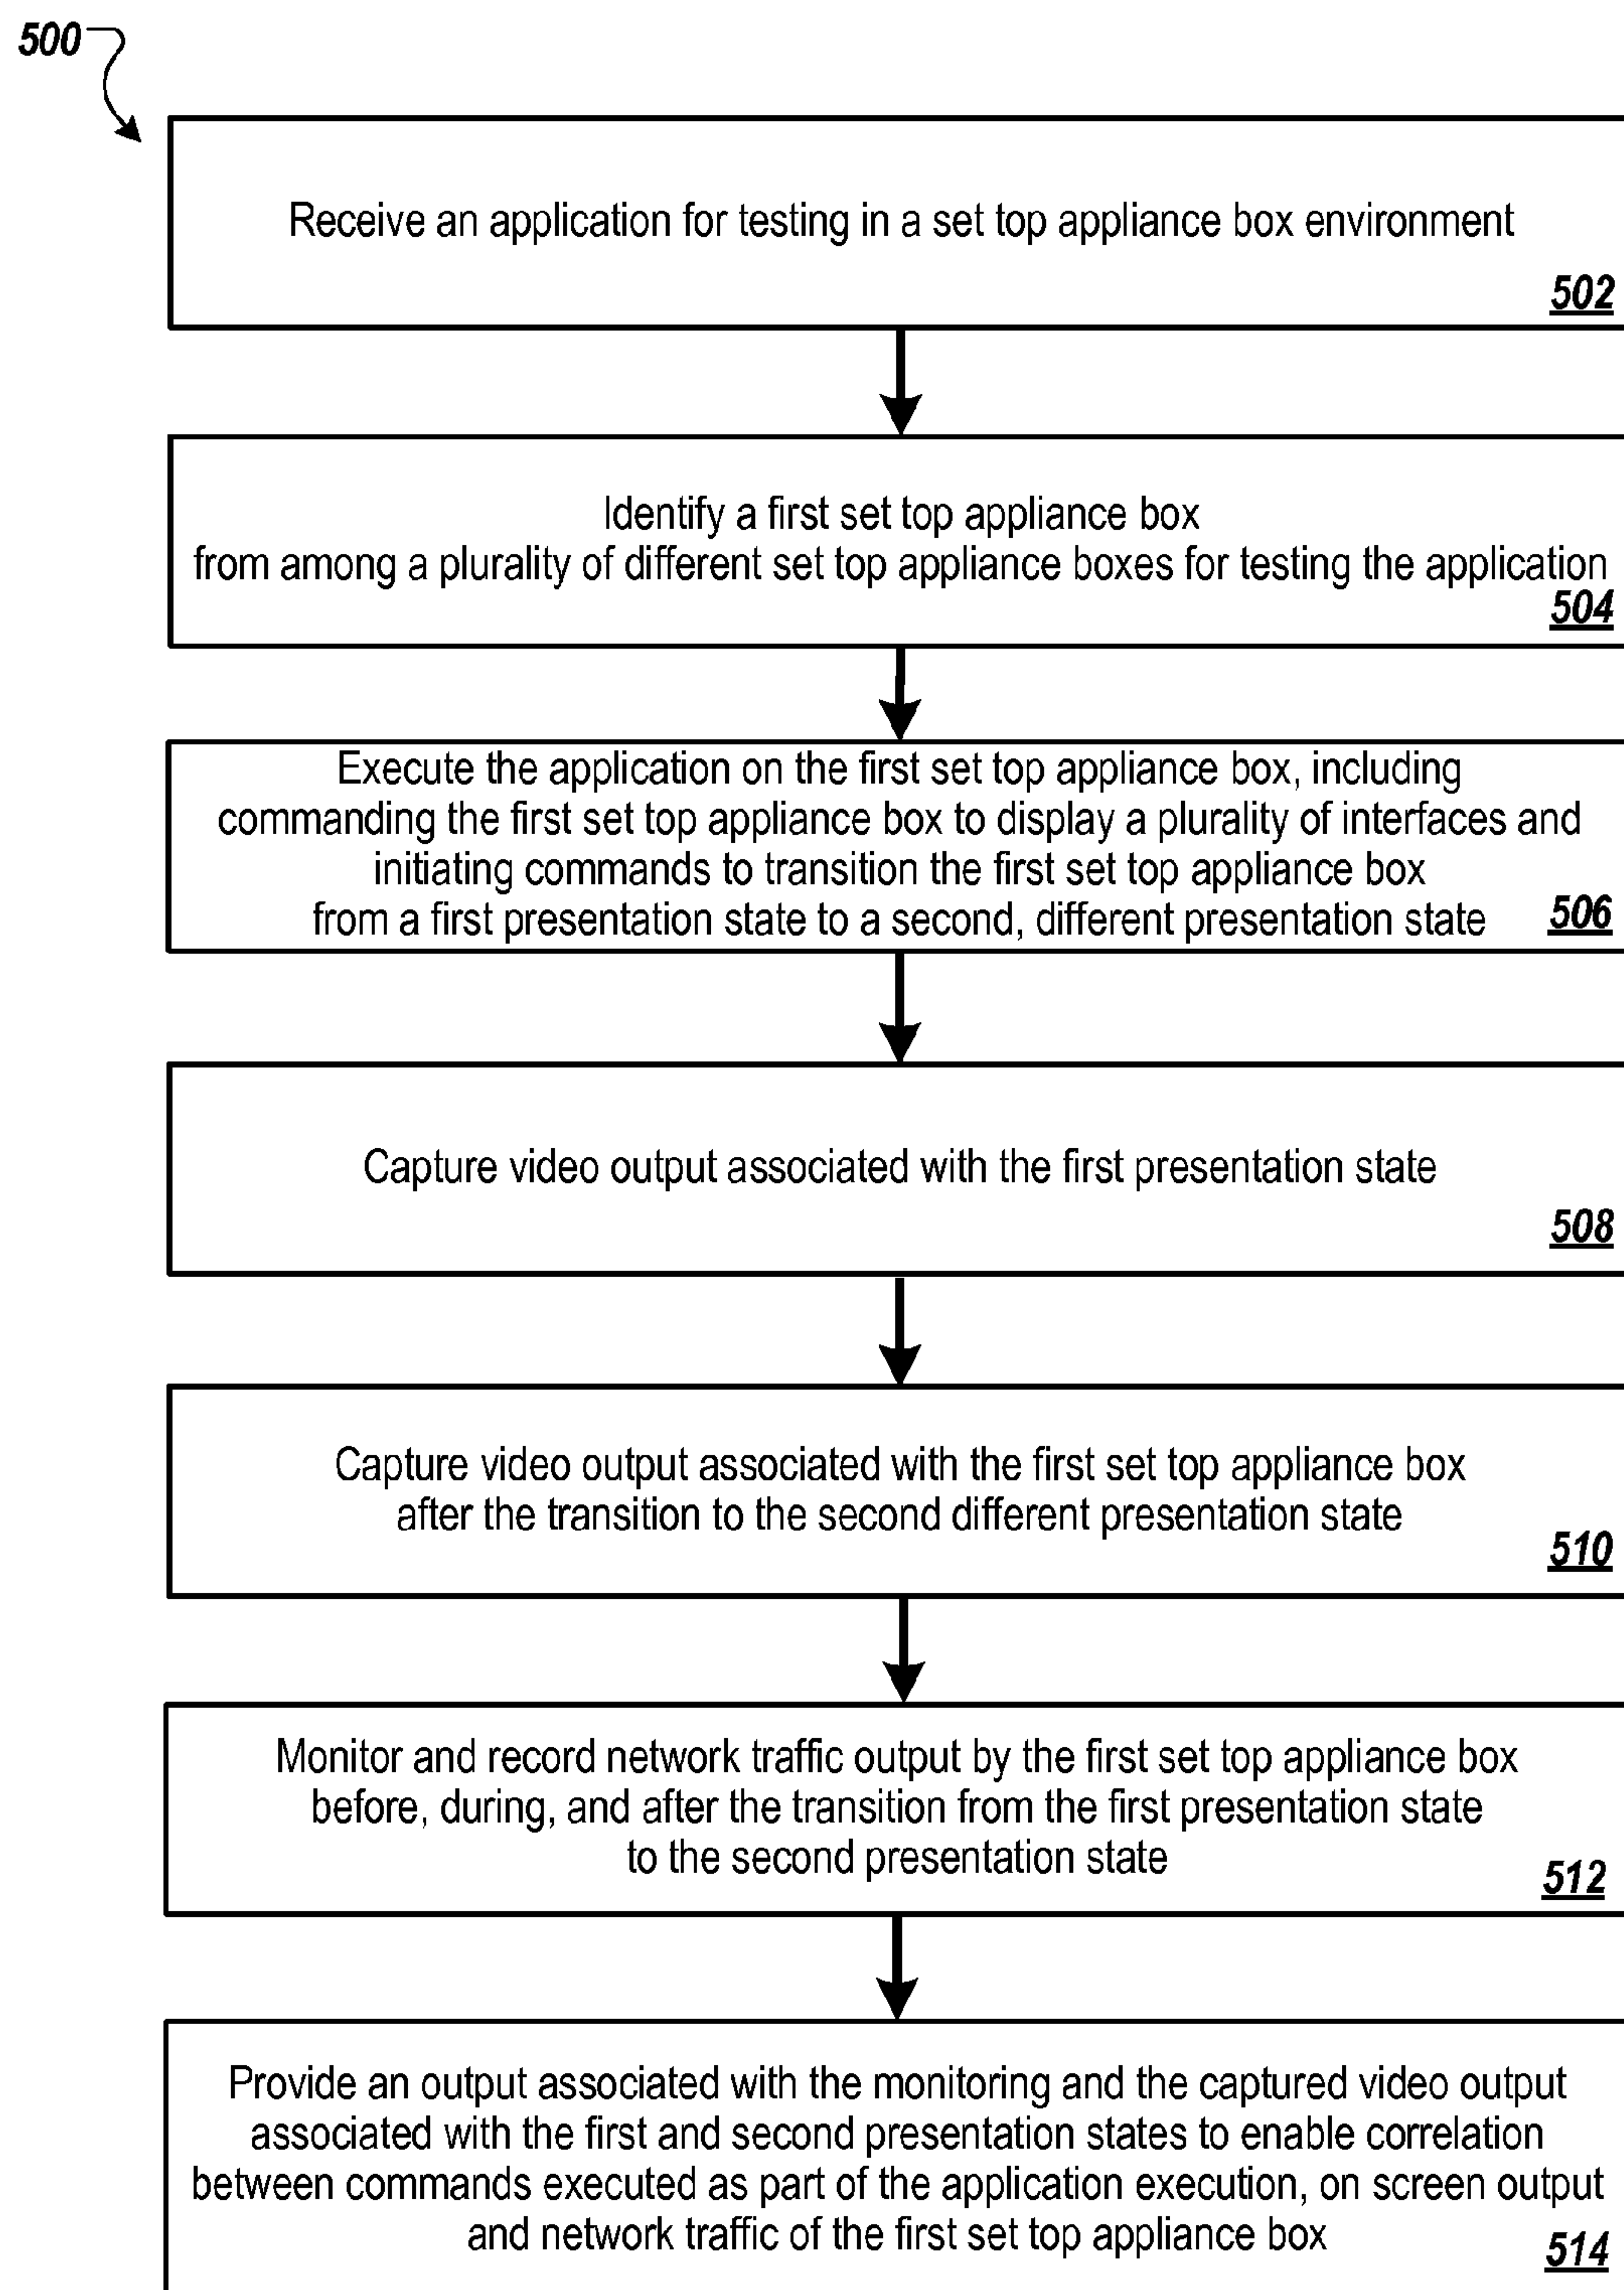 500
Receive an application for testing in a set top appliance box environment
502
Identify a first set top appliance box
from among a plurality of different set top appliance boxes for testing the application
504
Execute the application on the first set top appliance box, including
commanding the first set top appliance box to display a plurality of interfaces and
initiating commands to transition the first set top appliance box
from a first presentation state to a second, different presentation state
506
Capture video output associated with the first presentation state
508
Capture video output associated with the first set top appliance box
after the transition to the second different presentation state
510
Monitor and record network traffic output by the first set top appliance box
before, during, and after the transition from the first presentation state
to the second presentation state
512
Provide an output associated with the monitoring and the captured video output
associated with the first and second presentation states to enable correlation
between commands executed as part of the application execution, on screen output
and network traffic of the first set top appliance box
514